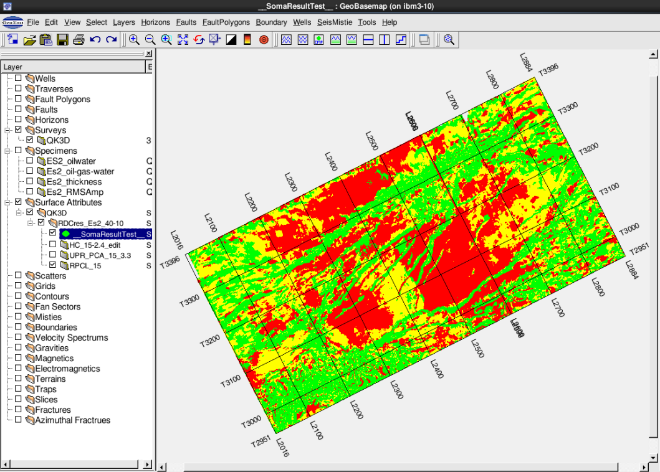 __SomaResultTest__ : GeoBasemap (on ibm3-10)
File Edit View Select Layers Horizons Faults FaultPolygons Boundary Wells SeisMistie Tools Help
Layer E
Wells
Traverses
Fault Polygons
Faults
Horizons
Surveys
QK3D 3
Specimens
ES2_oilwater Q
Es2_oil-gas-water Q
Es2_thickness Q
Es2_RMSAmp Q
Surface Attributes
QK3D S
RDCres_Es2_40-10 S
__SomaResultTest__ S
HC_15-2.4_edit S
UPR_PCA_15_3.3 S
RPCL_15 S
Scatters
Grids
Contours
Fan Sectors
Misties
Boundaries
Velocity Spectrums
Gravities
Magnetics
Electromagnetics
Terrains
Traps
Slices
Fractures
Azimuthal Fractrues
L2016
L2100
L2200
L2300
L2400
L2500
L2700
L2800
L2884
T3396
T3300
T3200
T3100
T3000
T2951
T3396
T3300
T3200
T3100
T3000
T2951
L2016
L2100
L2200
L2300
L2400
L2500
L2700
L2800
L2884